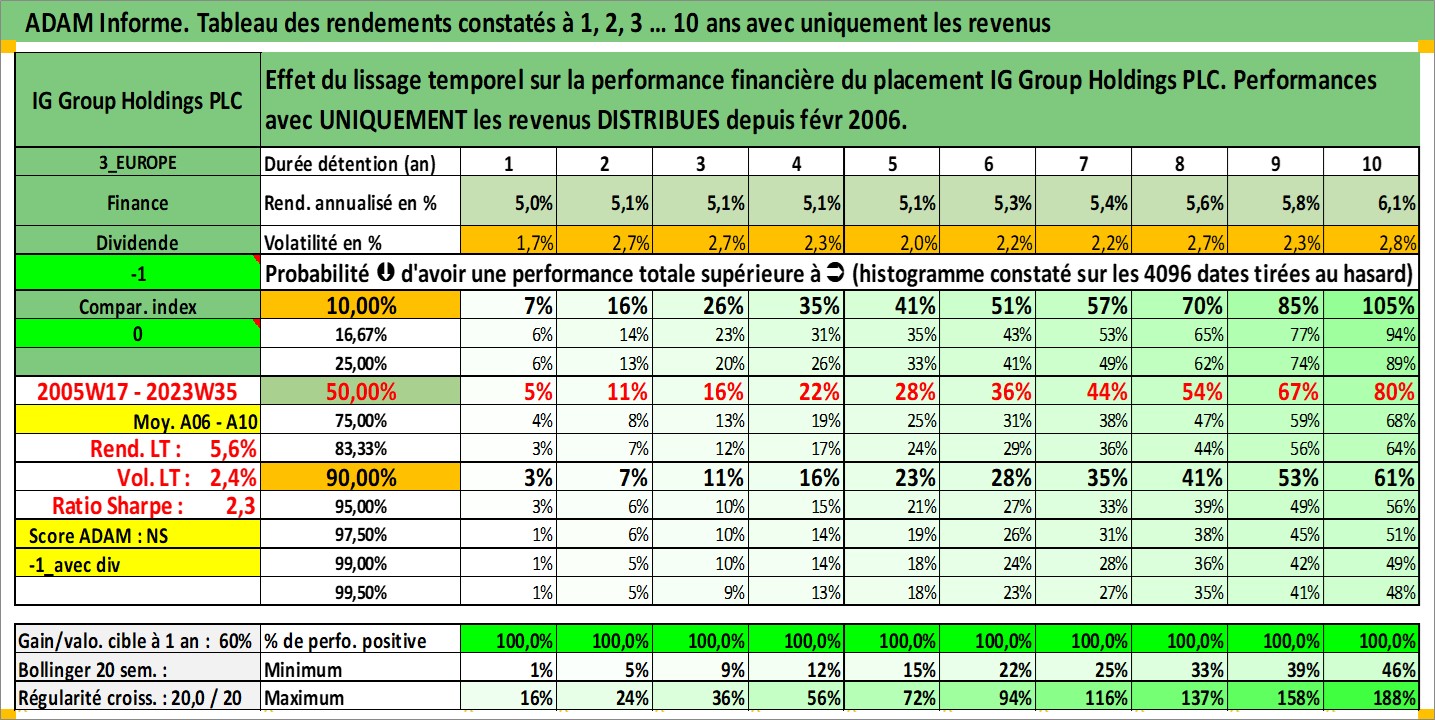 ADAM Informe. Tableau des rendements constatés à 1, 2, 3 ... 10 ans avec uniquement les revenus
IG Group Holdings PLC
Effet du lissage temporel sur la performance financière du placement IG Group Holdings PLC. Performances
avec UNIQUEMENT les revenus DISTRIBUES depuis févr 2006.
3_EUROPE Durée détention (an) 1 2 3 4 5 6 7 8 9 10
Finance Rend. annualisé en % 5,0% 5,1% 5,1% 5,1% 5,1% 5,3% 5,4% 5,6% 5,8% 6,1%
Dividende Volatilité en % 1,7% 2,7% 2,7% 2,3% 2,0% 2,2% 2,2% 2,7% 2,3% 2,8%
-1 Probabilité d'avoir une performance totale supérieure à (histogramme constaté sur les 4096 dates tirées au hasard)
Compar. index 10,00% 7% 16% 26% 35% 41% 51% 57% 70% 85% 105%
0 16,67% 6% 14% 23% 31% 35% 43% 53% 65% 77% 94%
25,00% 6% 13% 20% 26% 33% 41% 49% 62% 74% 89%
2005W17 - 2023W35 50,00% 5% 11% 16% 22% 28% 36% 44% 54% 67% 80%
Moy. A06 - A10 75,00% 4% 8% 13% 19% 25% 31% 38% 47% 59% 68%
Rend. LT : 5,6% 83,33% 3% 7% 12% 17% 24% 29% 36% 44% 56% 64%
Vol. LT : 2,4% 90,00% 3% 7% 11% 16% 23% 28% 35% 41% 53% 61%
Ratio Sharpe : 2,3 95,00% 3% 6% 10% 15% 21% 27% 33% 39% 49% 56%
Score ADAM : NS 97,50% 1% 6% 10% 14% 19% 26% 31% 38% 45% 51%
-1_avec div 99,00% 1% 5% 10% 14% 18% 24% 28% 36% 42% 49%
99,50% 1% 5% 9% 13% 18% 23% 27% 35% 41% 48%
Gain/valo. cible à 1 an : 60% % de perfo. positive 100,0% 100,0% 100,0% 100,0% 100,0% 100,0% 100,0% 100,0% 100,0% 100,0%
Bollinger 20 sem. : Minimum 1% 5% 9% 12% 15% 22% 25% 33% 39% 46%
Régularité croiss. : 20,0 / 20 Maximum 16% 24% 36% 56% 72% 94% 116% 137% 158% 188%